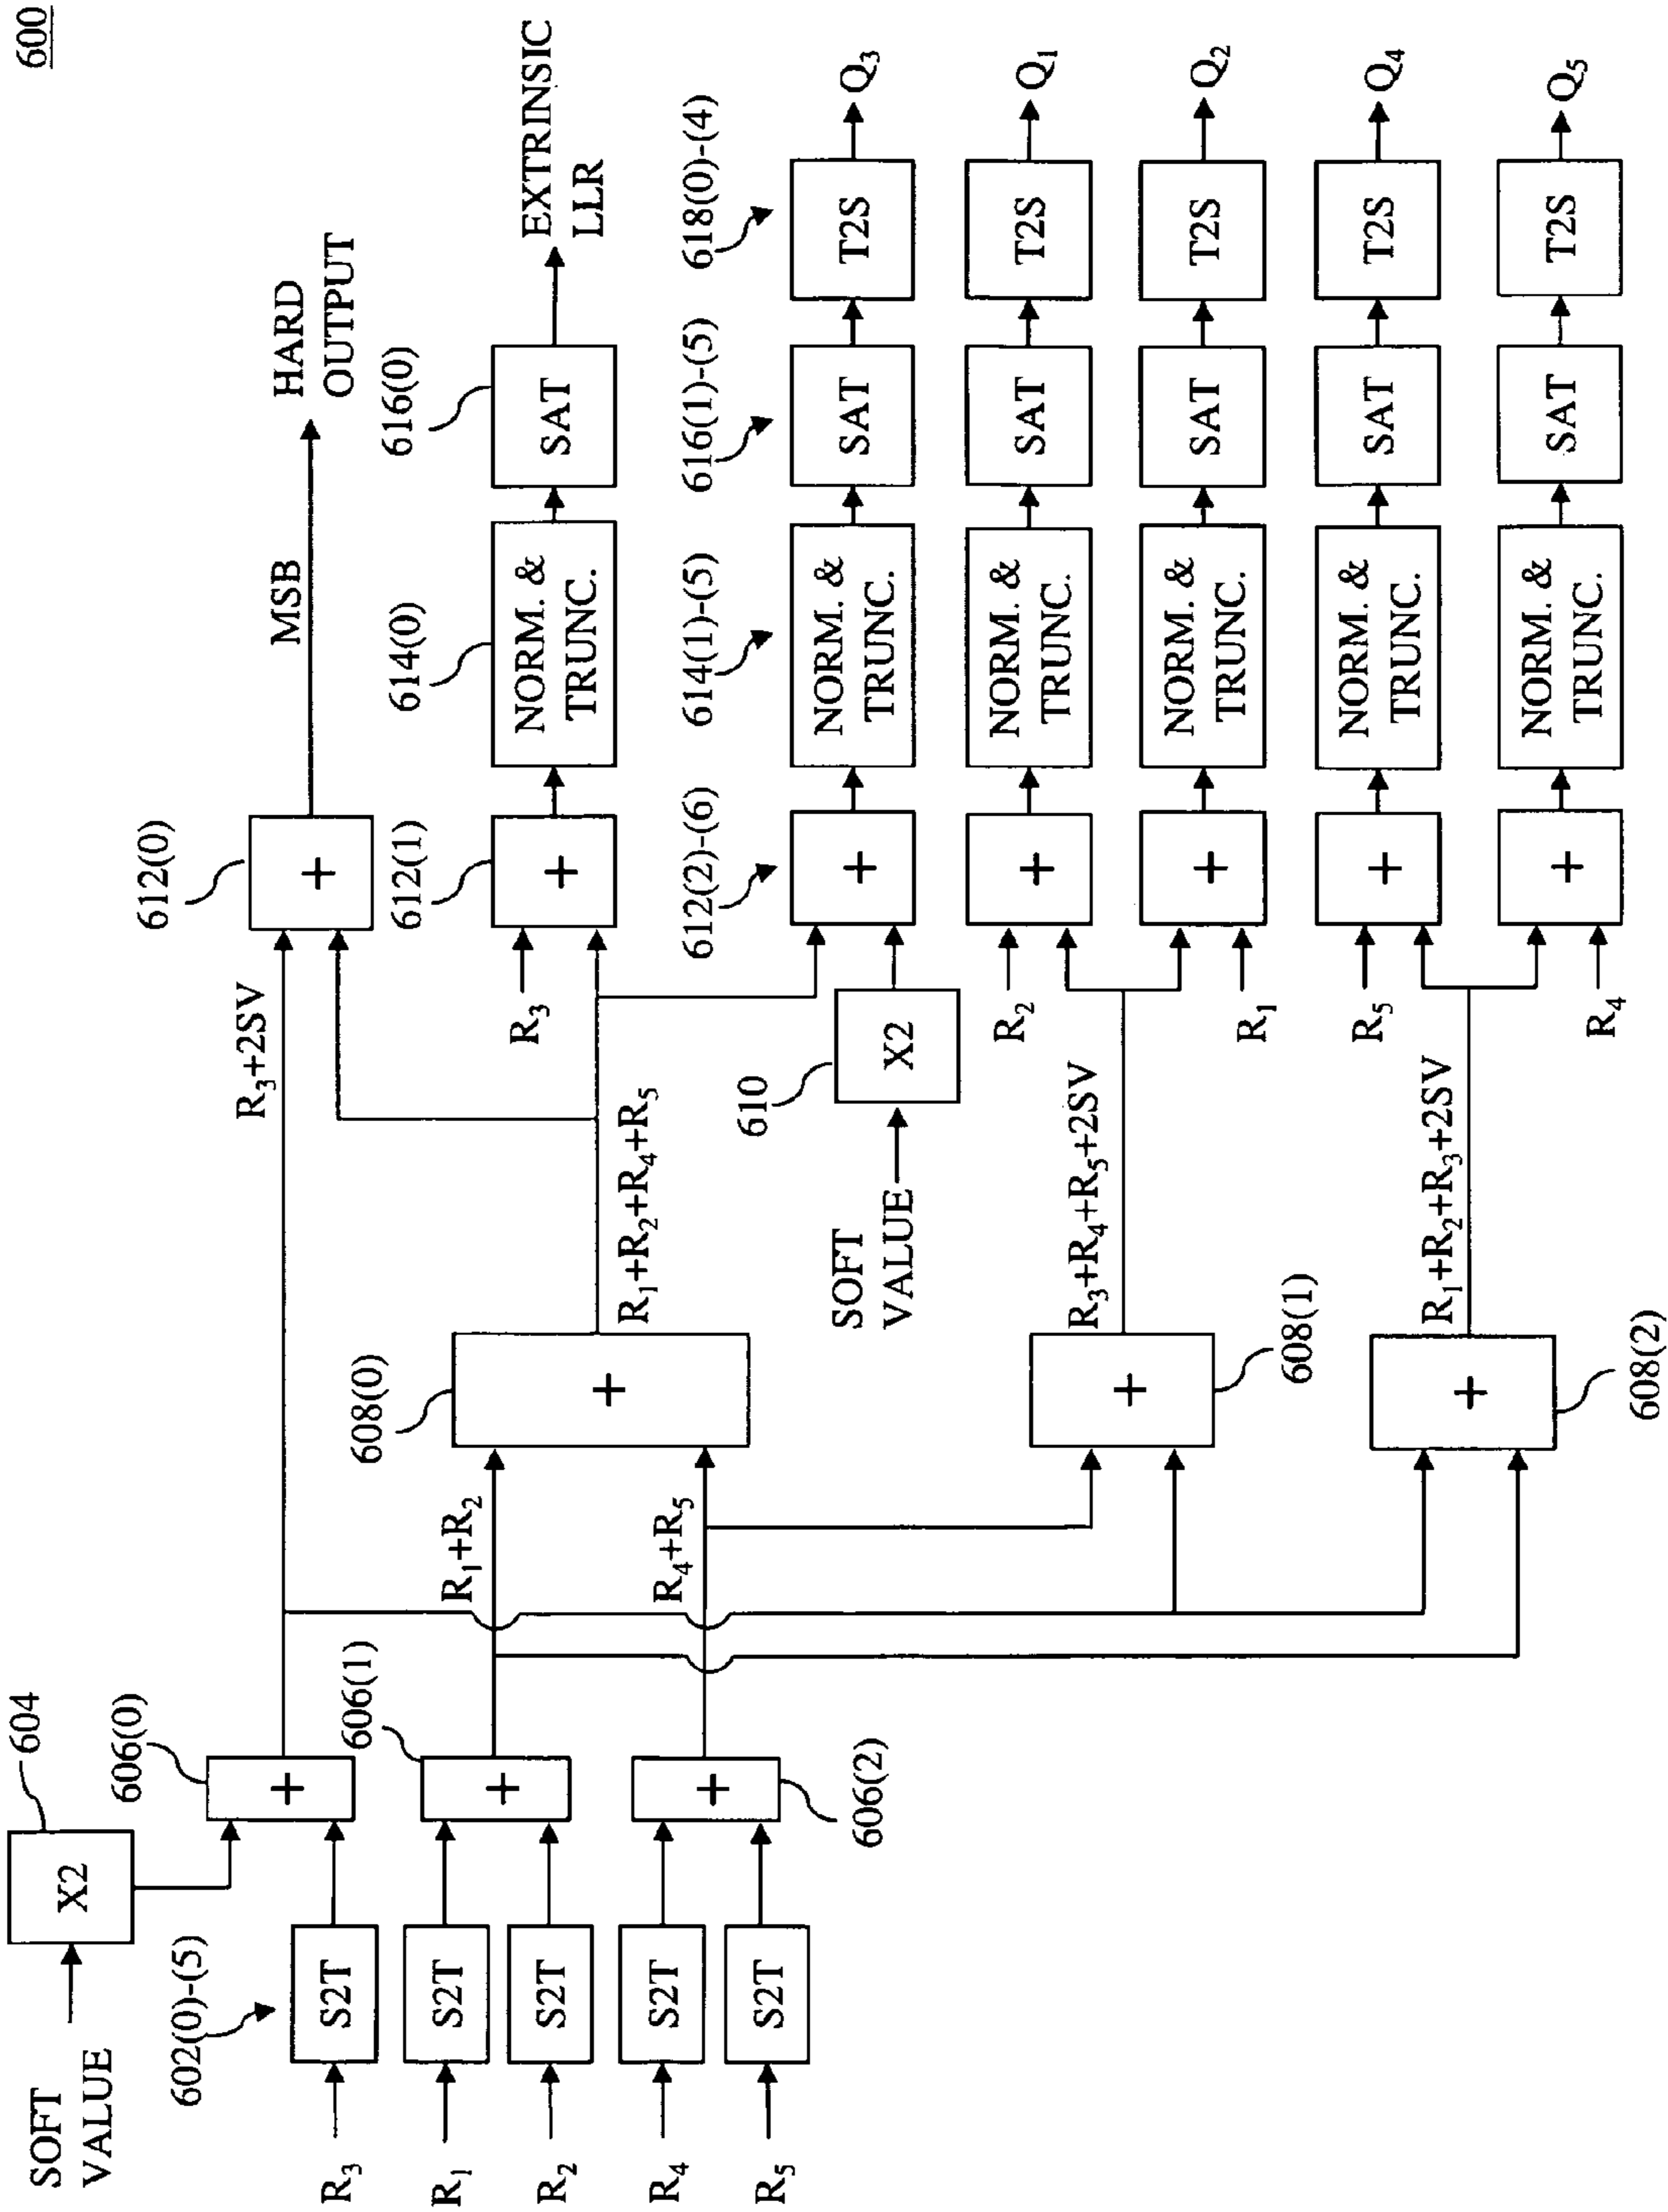 600
SOFT
VALUE
604
X2
602(0)-(5)
R3
R1
R2
R4
R5
S2T
S2T
S2T
S2T
S2T
606(0)
+
606(1)
+
606(2)
+
R3+2SV
R1+R2
R4+R5
608(0)
+
R1+R2+R4+R5
608(1)
+
R3+R4+R5+2SV
608(2)
+
R1+R2+R3+2SV
SOFT
VALUE
610
X2
612(0)
+
MSB
HARD
OUTPUT
612(1)
R3
+
614(0)
NORM. &
TRUNC.
616(0)
SAT
EXTRINSIC
LLR
612(2)-(6)
614(1)-(5)
616(1)-(5)
618(0)-(4)
+
NORM. &
TRUNC.
SAT
T2S
Q3
R2
+
NORM. &
TRUNC.
SAT
T2S
Q1
R1
+
NORM. &
TRUNC.
SAT
T2S
Q2
R5
+
NORM. &
TRUNC.
SAT
T2S
Q4
R4
+
NORM. &
TRUNC.
SAT
T2S
Q5